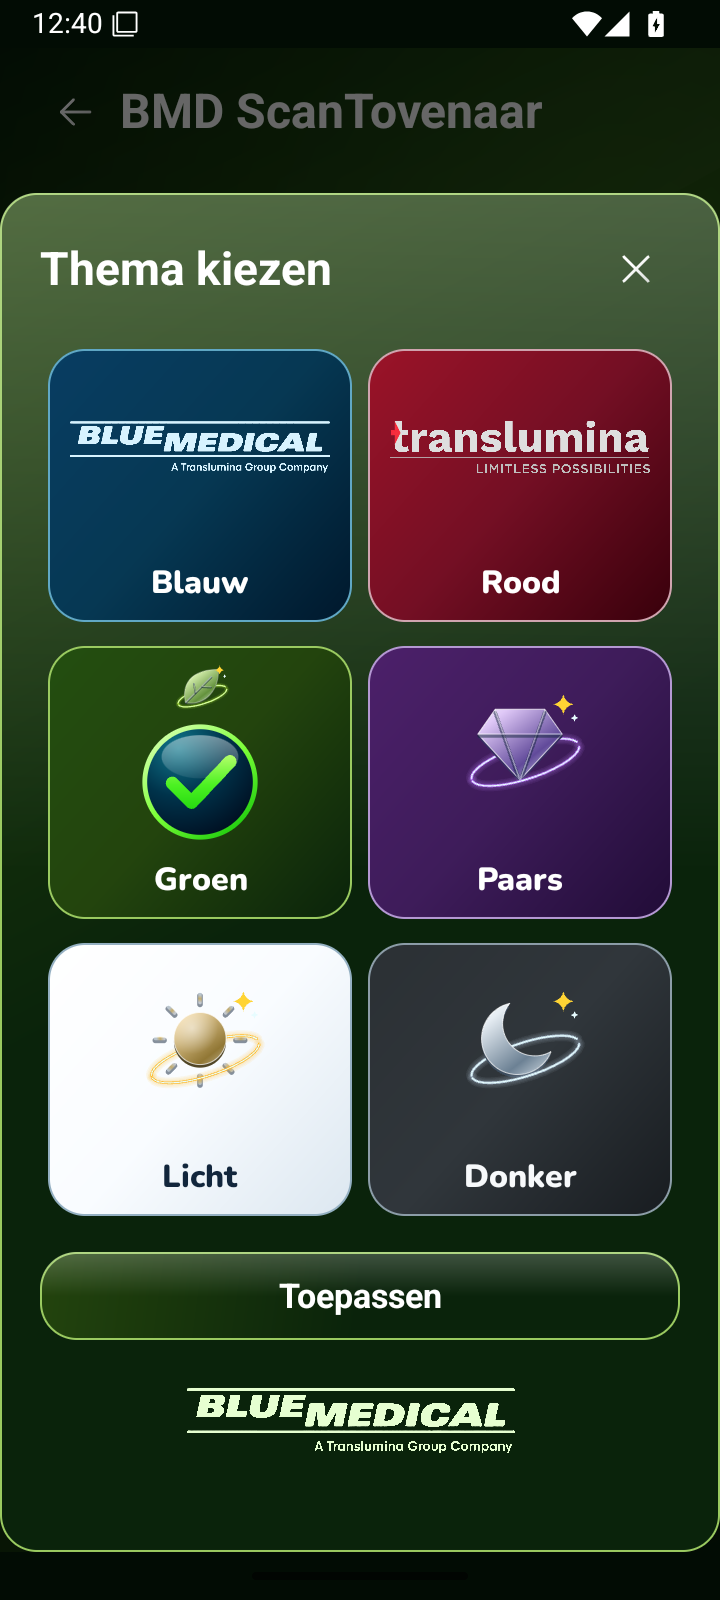 12:40
BMD ScanTovenaar
Thema kiezen
BLUEMEDICAL
A Translumina Group Company
Blauw
translumina
LIMITLESS POSSIBILITIES
Rood
Groen
Paars
Licht
Donker
Toepassen
BLUEMEDICAL
A Translumina Group Company